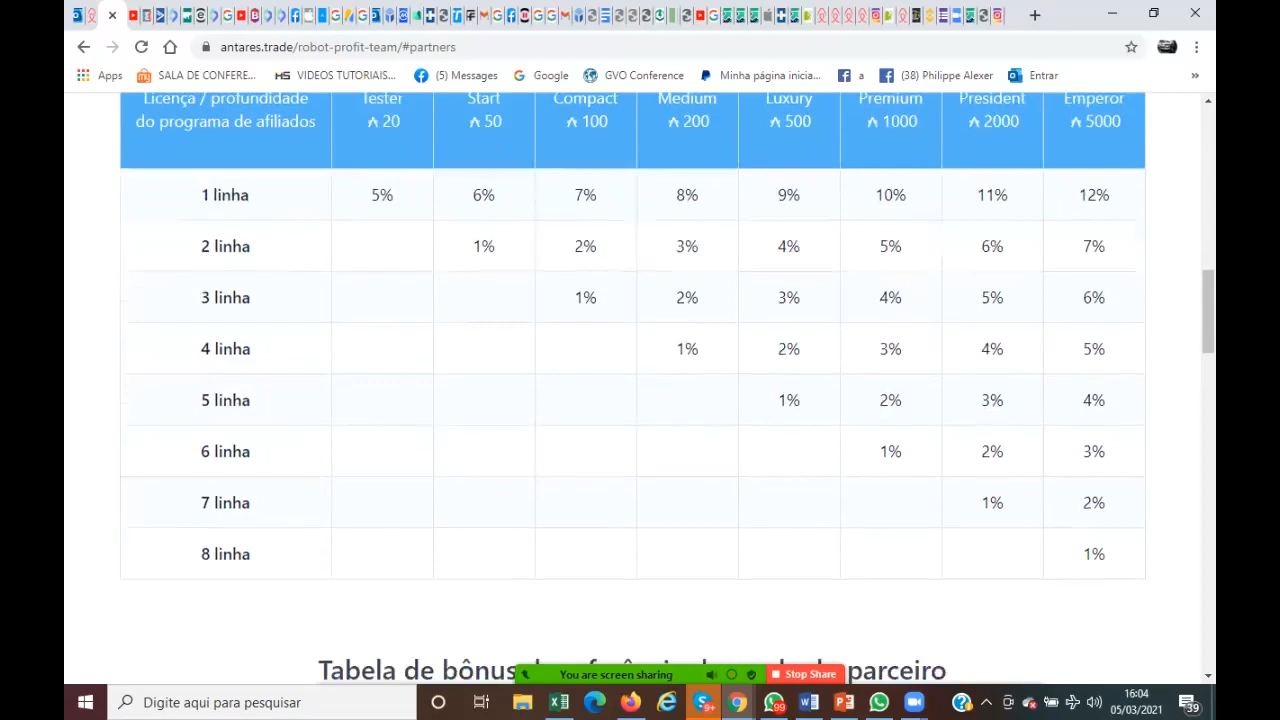 antares.trade/robot-profit-team/#partners
Apps SALA DE CONFERE... VIDEOS TUTORIAIS... (5) Messages Google GVO Conference Minha página inicia... a (38) Philippe Alexer Entrar »
Licença / profundidade do programa de afiliados
Tester 20
Start 50
Compact 100
Medium 200
Luxury 500
Premium 1000
President 2000
Emperor 5000
1 linha 5% 6% 7% 8% 9% 10% 11% 12%
2 linha 1% 2% 3% 4% 5% 6% 7%
3 linha 1% 2% 3% 4% 5% 6%
4 linha 1% 2% 3% 4% 5%
5 linha 1% 2% 3% 4%
6 linha 1% 2% 3%
7 linha 1% 2%
8 linha 1%
Tabela de bônus parceiro
You are screen sharing Stop Share
Digite aqui para pesquisar
16:04
05/03/2021
39